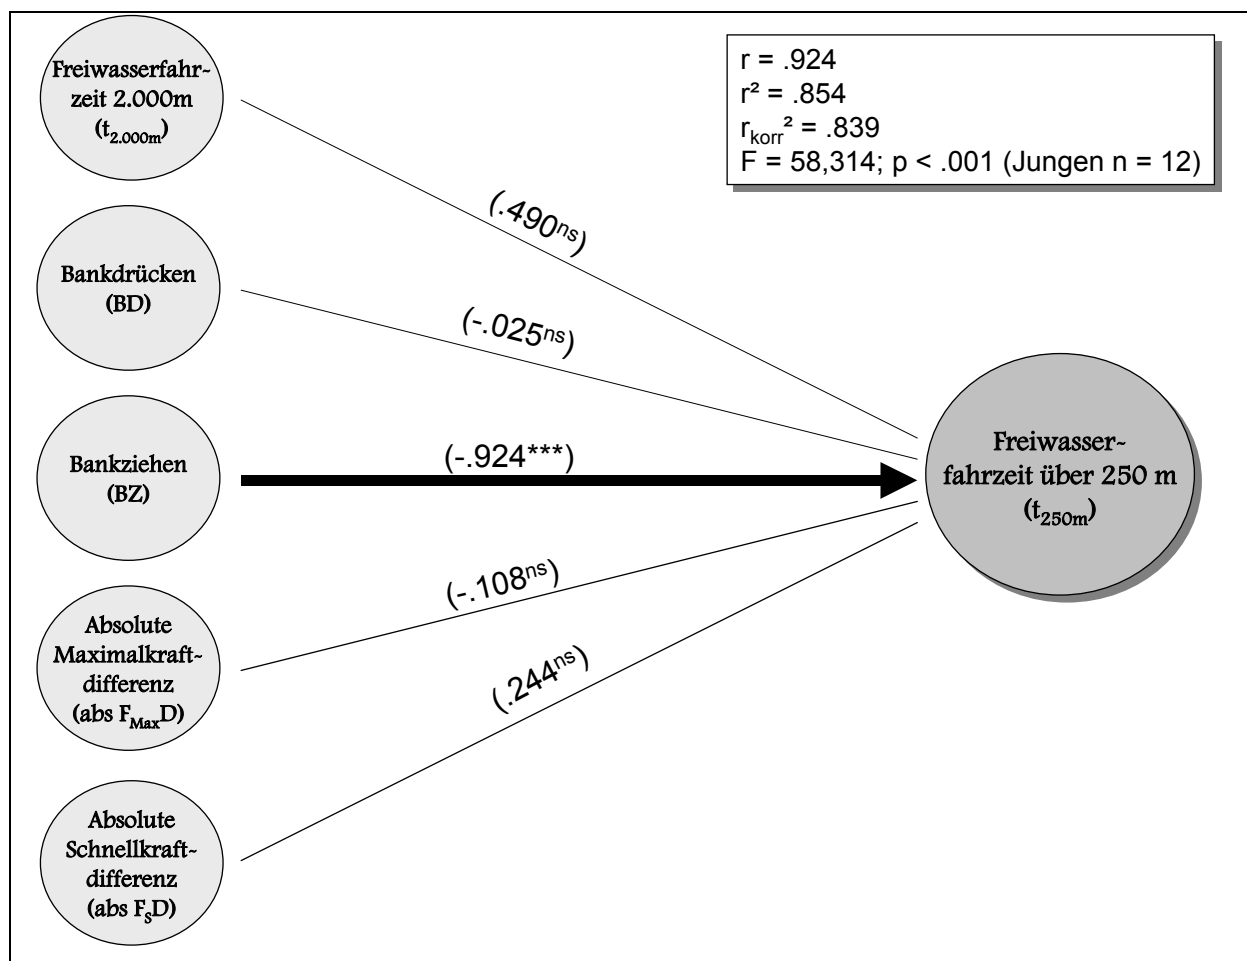 Freiwasserfahr-
zeit 2.000m
(t2.000m)
r = .924
r² = .854
rkorr² = .839
F = 58,314; p < .001 (Jungen n = 12)
(.490ns)
Bankdrücken
(BD)
(-.025ns)
Bankziehen
(BZ)
(-.924***)
Freiwasser-
fahrzeit über 250 m
(t250m)
Absolute
Maximalkraft-
differenz
(abs FMaxD)
(-.108ns)
Absolute
Schnellkraft-
differenz
(abs FSD)
(.244ns)